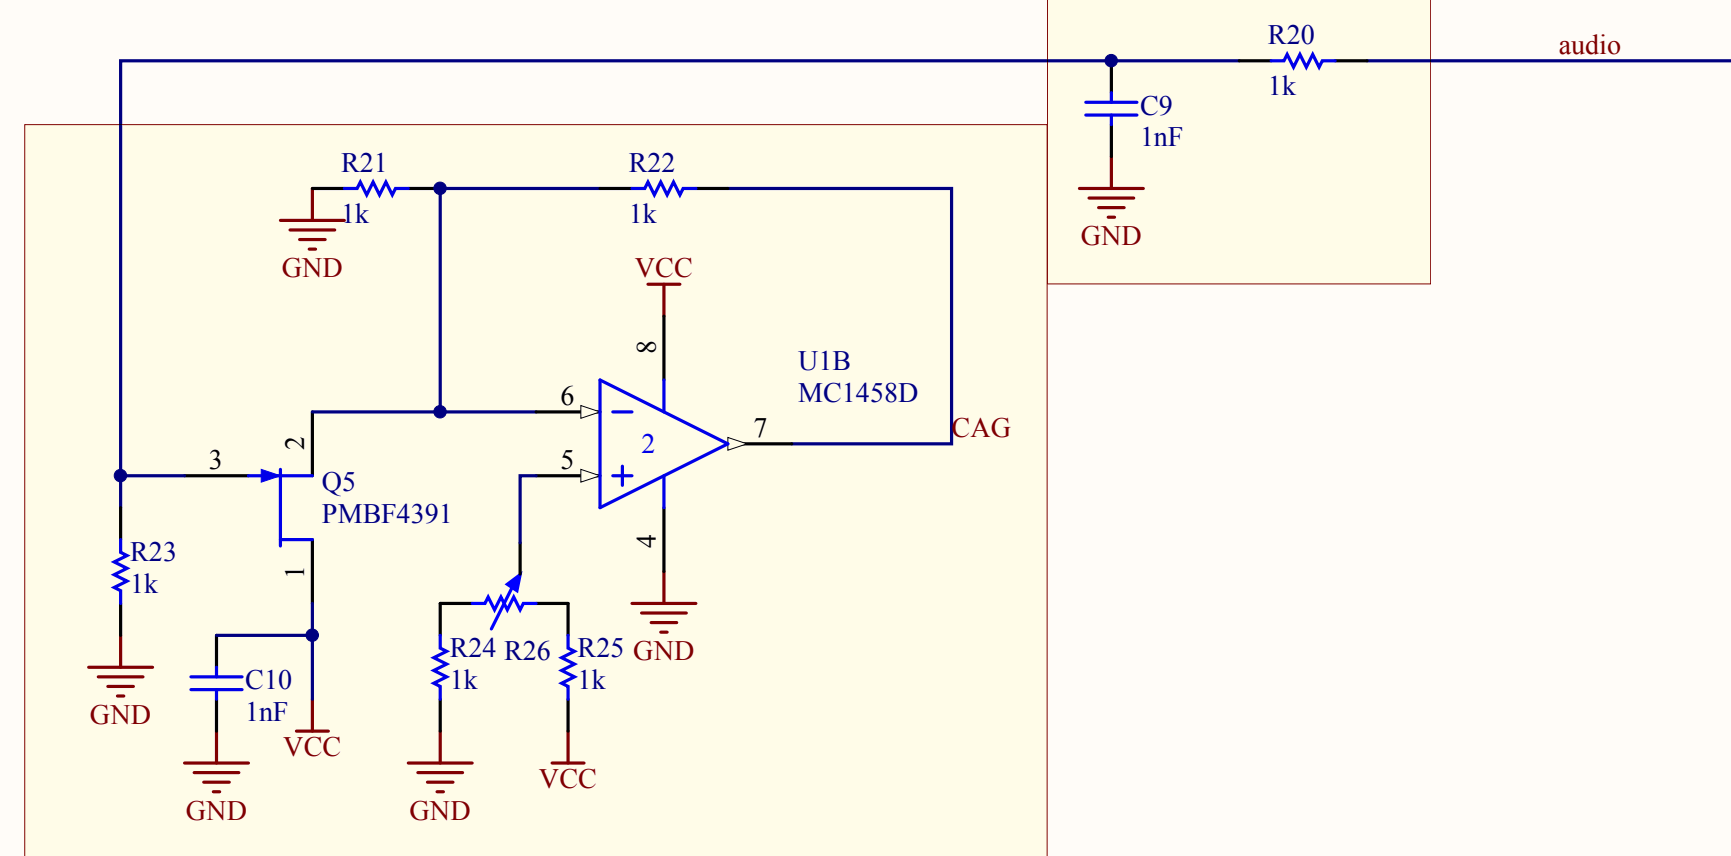 R20
audio
1k
C9
1nF
GND
R21
R22
1k
1k
GND
VCC
8
U1B
MC1458D
6
2
7
CAG
5
2
3
Q5
PMBF4391
4
1
R23
1k
GND
R24
R26
R25
GND
1k
1k
C10
1nF
VCC
GND
GND
VCC